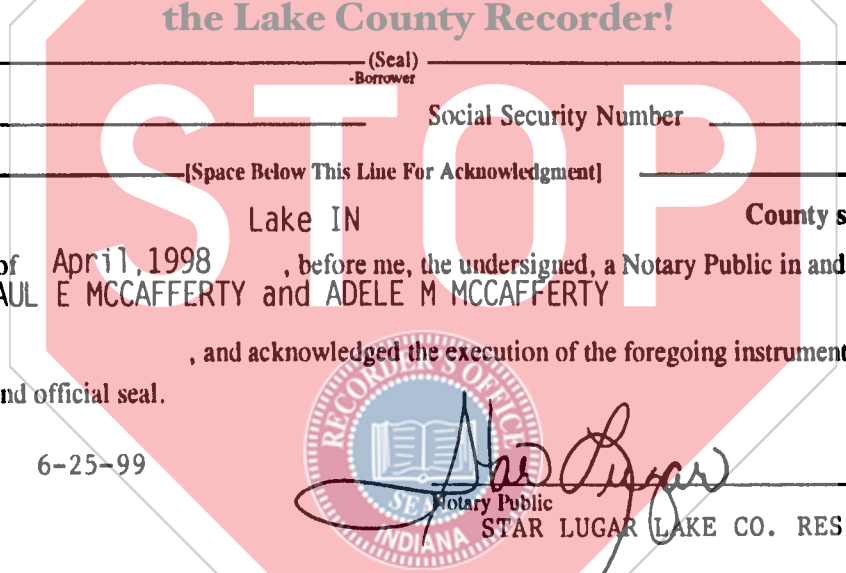 the Lake County Recorder!
(Seal)
-Borrower
Social Security Number
[Space Below This Line For Acknowledgment]
Lake IN County s
of April,1998 , before me, the undersigned, a Notary Public in and
AUL E MCCAFFERTY and ADELE M MCCAFFERTY
, and acknowledged the execution of the foregoing instrument
nd official seal.
6-25-99
Star Lugar
Notary Public
STAR LUGAR LAKE CO. RES
STOP
RECORDER'S OFFICE
SEAL
INDIANA